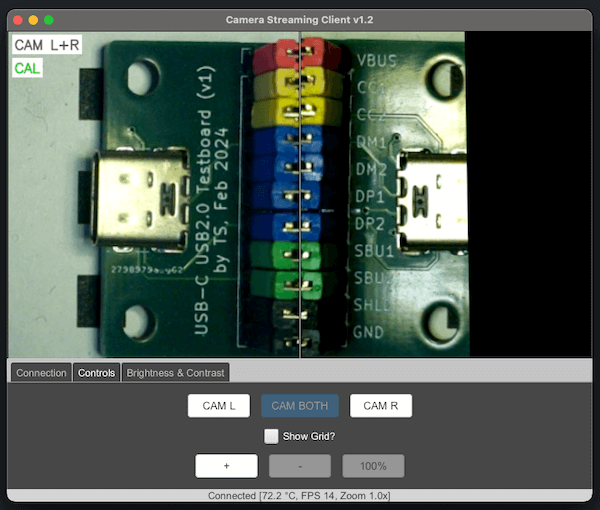 Camera Streaming Client v1.2
CAM L+R
CAL
USB-C USB2.0 Testboard (v1)
by TS, Feb 2024
VBUS
CC1
CC2
DM1
DM2
DP1
DP2
SBU1
SBU2
SHLD
GND
Connection
Controls
Brightness & Contrast
CAM L
CAM BOTH
CAM R
Show Grid?
+
-
100%
Connected [72.2 °C, FPS 14, Zoom 1.0x]